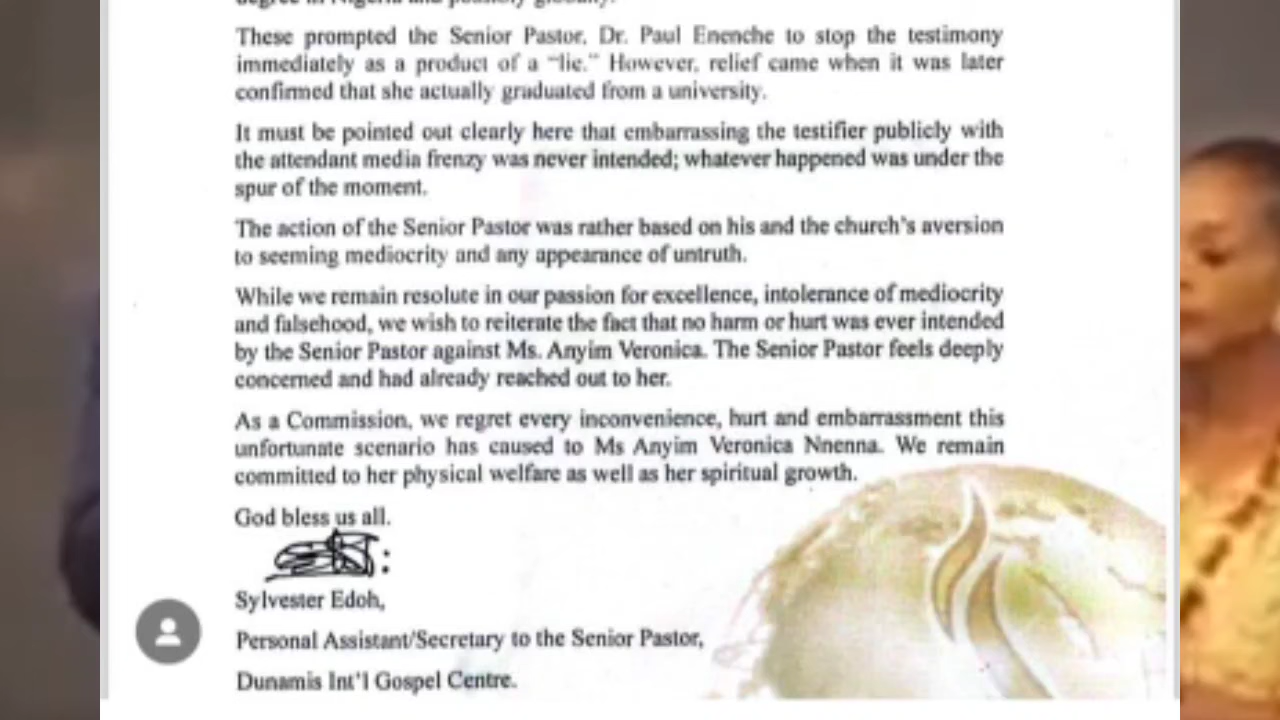 degree in Nigeria and possibly globally.
These prompted the Senior Pastor, Dr. Paul Enenche to stop the testimony
immediately as a product of a “lie.” However, relief came when it was later
confirmed that she actually graduated from a university.
It must be pointed out clearly here that embarrassing the testifier publicly with
the attendant media frenzy was never intended; whatever happened was under the
spur of the moment.
The action of the Senior Pastor was rather based on his and the church’s aversion
to seeming mediocrity and any appearance of untruth.
While we remain resolute in our passion for excellence, intolerance of mediocrity
and falsehood, we wish to reiterate the fact that no harm or hurt was ever intended
by the Senior Pastor against Ms. Anyim Veronica. The Senior Pastor feels deeply
concerned and had already reached out to her.
As a Commission, we regret every inconvenience, hurt and embarrassment this
unfortunate scenario has caused to Ms Anyim Veronica Nnenna. We remain
committed to her physical welfare as well as her spiritual growth.
God bless us all.
Sylvester Edoh,
Personal Assistant/Secretary to the Senior Pastor,
Dunamis Int’l Gospel Centre.